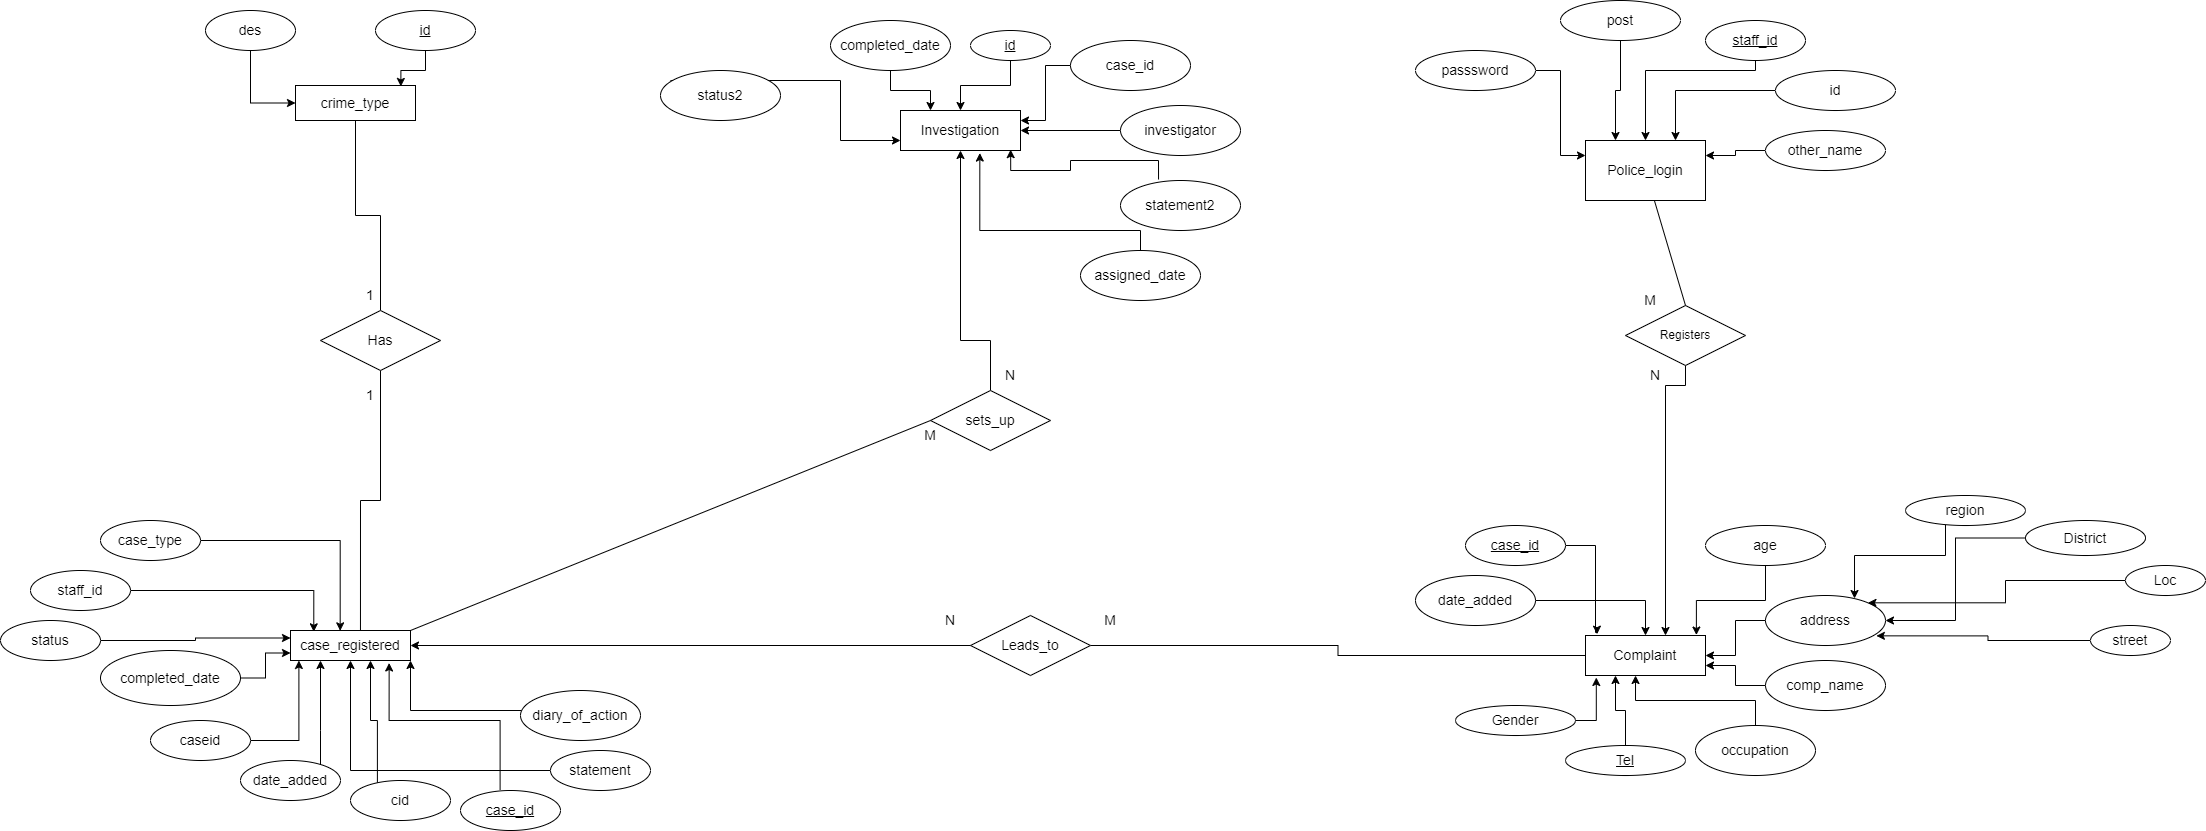 des
id
crime_type
completed_date
id
case_id
status2
Investigation
investigator
statement2
assigned_date
post
staff_id
passsword
id
other_name
Police_login
1
Has
1
M
Registers
N
N
sets_up
M
case_type
staff_id
status
case_registered
completed_date
caseid
date_added
cid
case_id
statement
diary_of_action
N
Leads_to
M
case_id
age
date_added
Complaint
region
District
Loc
address
street
comp_name
Gender
Tel
occupation